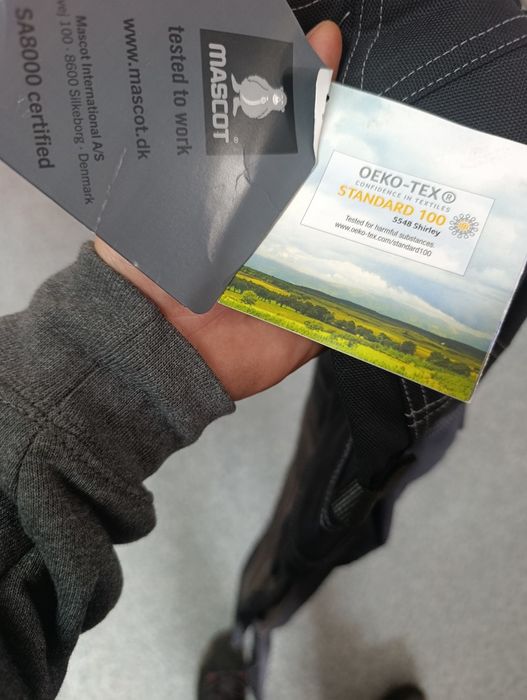 MASCOT®
tested to work
www.mascot.dk
Mascot International A/S
vej 100 · 8600 Silkeborg · Denmark
SA8000 certified
OEKO-TEX®
CONFIDENCE IN TEXTILES
STANDARD 100
5548 Shirley
Tested for harmful substances.
www.oeko-tex.com/standard100